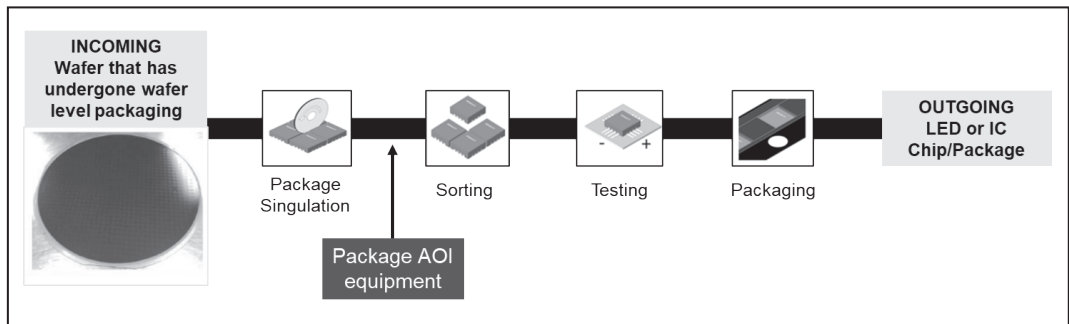 INCOMING
Wafer that has
undergone wafer
level packaging
Package
Singulation
Sorting
Testing
- +
Packaging
OUTGOING
LED or IC
Chip/Package
Package AOI
equipment